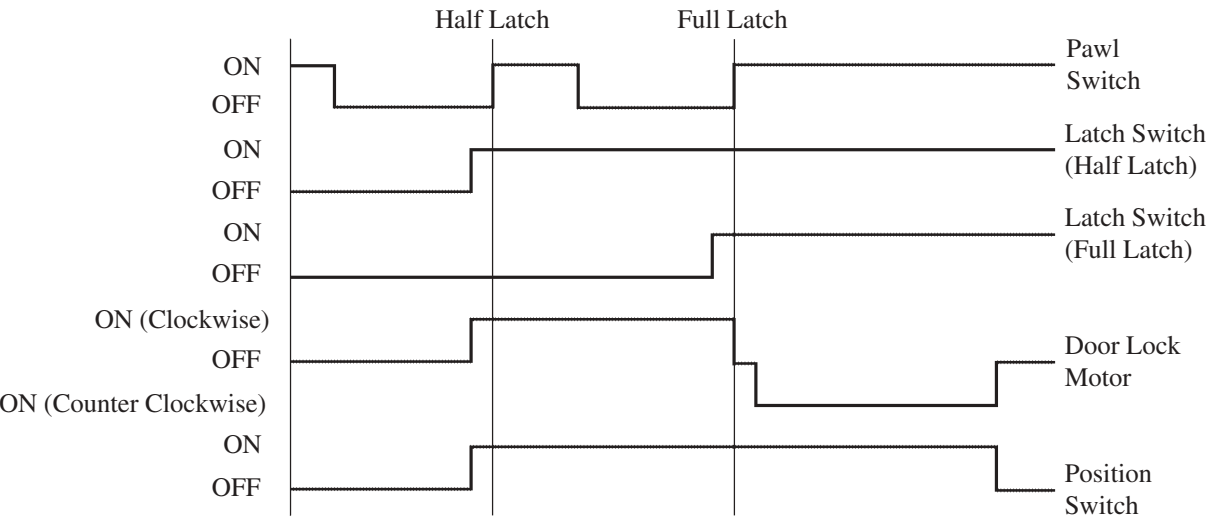 Half Latch
Full Latch
ON
OFF
Pawl
Switch
ON
OFF
Latch Switch
(Half Latch)
ON
OFF
Latch Switch
(Full Latch)
ON (Clockwise)
OFF
ON (Counter Clockwise)
Door Lock
Motor
ON
OFF
Position
Switch